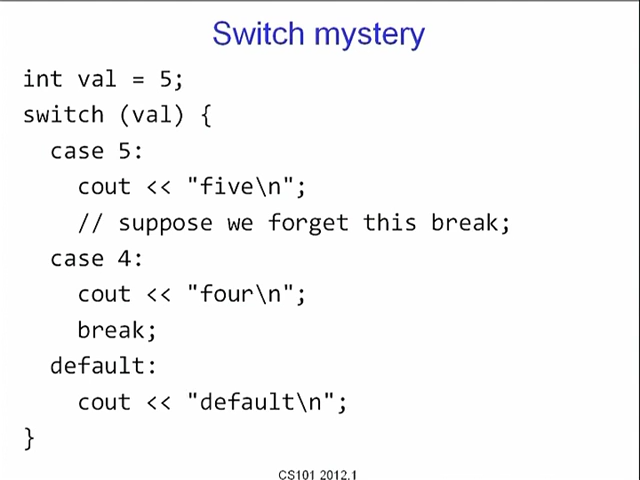 Switch mystery
int val = 5;
switch (val) {
  case 5:
    cout << "five\n";
    // suppose we forget this break;
  case 4:
    cout << "four\n";
    break;
  default:
    cout << "default\n";
}
CS101 2012.1